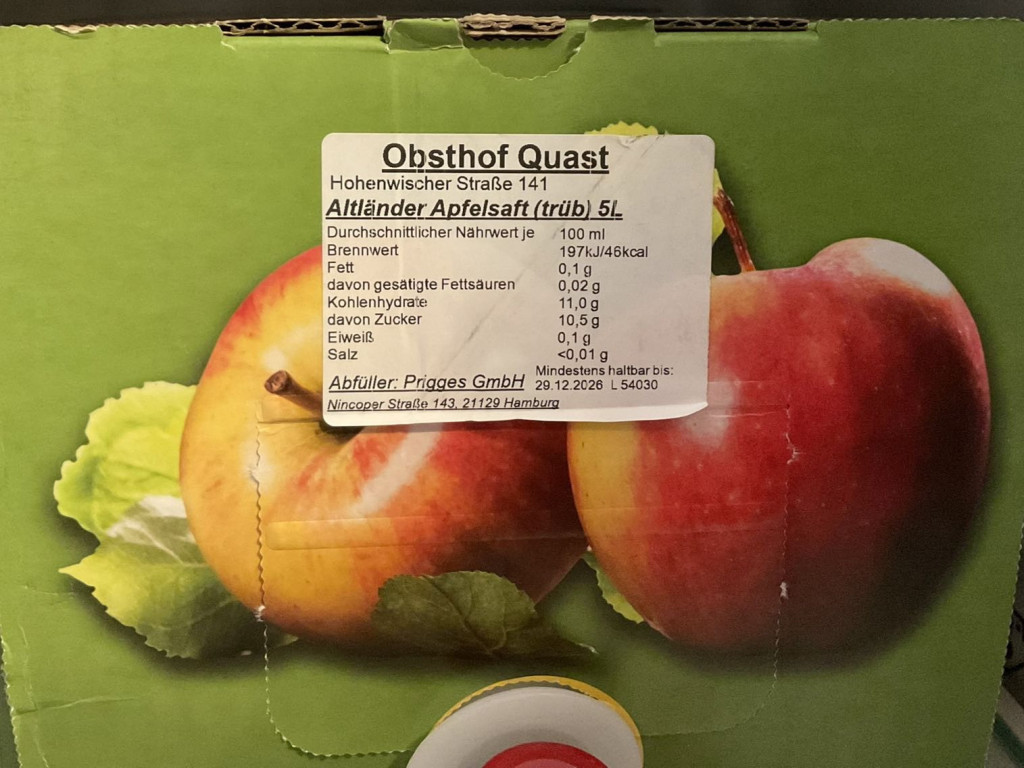 Obsthof Quast
Hohenwischer Straße 141
Altländer Apfelsaft (trüb) 5L
Durchschnittlicher Nährwert je 100 ml
Brennwert 197kJ/46kcal
Fett 0,1 g
davon gesätigte Fettsäuren 0,02 g
Kohlenhydrate 11,0 g
davon Zucker 10,5 g
Eiweiß 0,1 g
Salz <0,01 g
Mindestens haltbar bis:
Abfüller: Prigges GmbH 29.12.2026 L 54030
Nincoper Straße 143, 21129 Hamburg